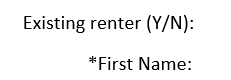 Existing renter (Y/N):
*First Name: